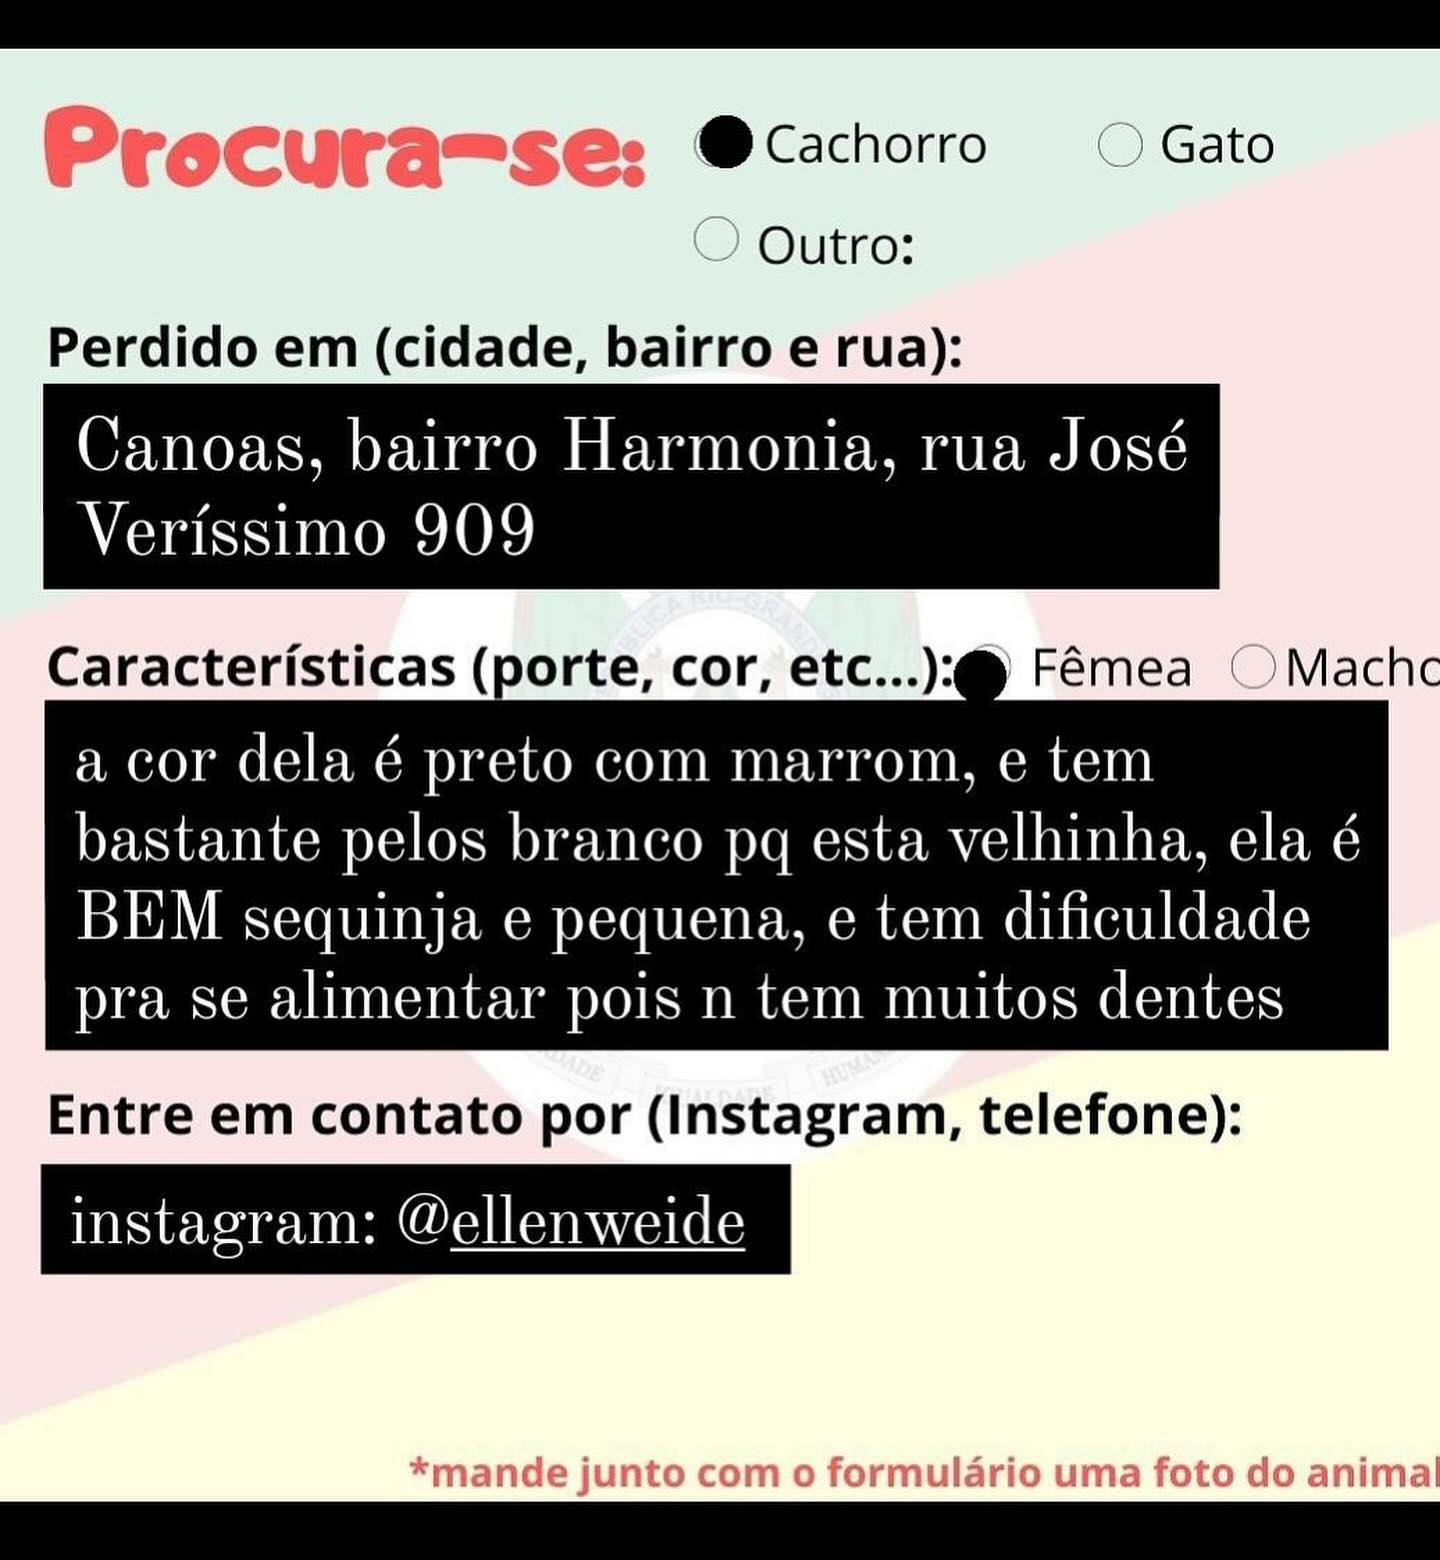 Procura-se: Cachorro Gato
Outro:
Perdido em (cidade, bairro e rua):
Canoas, bairro Harmonia, rua José
Veríssimo 909
Características (porte, cor, etc...): Fêmea Macho
a cor dela é preto com marrom, e tem
bastante pelos branco pq esta velhinha, ela é
BEM sequinja e pequena, e tem dificuldade
pra se alimentar pois n tem muitos dentes
IGUALDADE HUMAN
Entre em contato por (Instagram, telefone):
instagram: @ellenweide
*mande junto com o formulário uma foto do animal